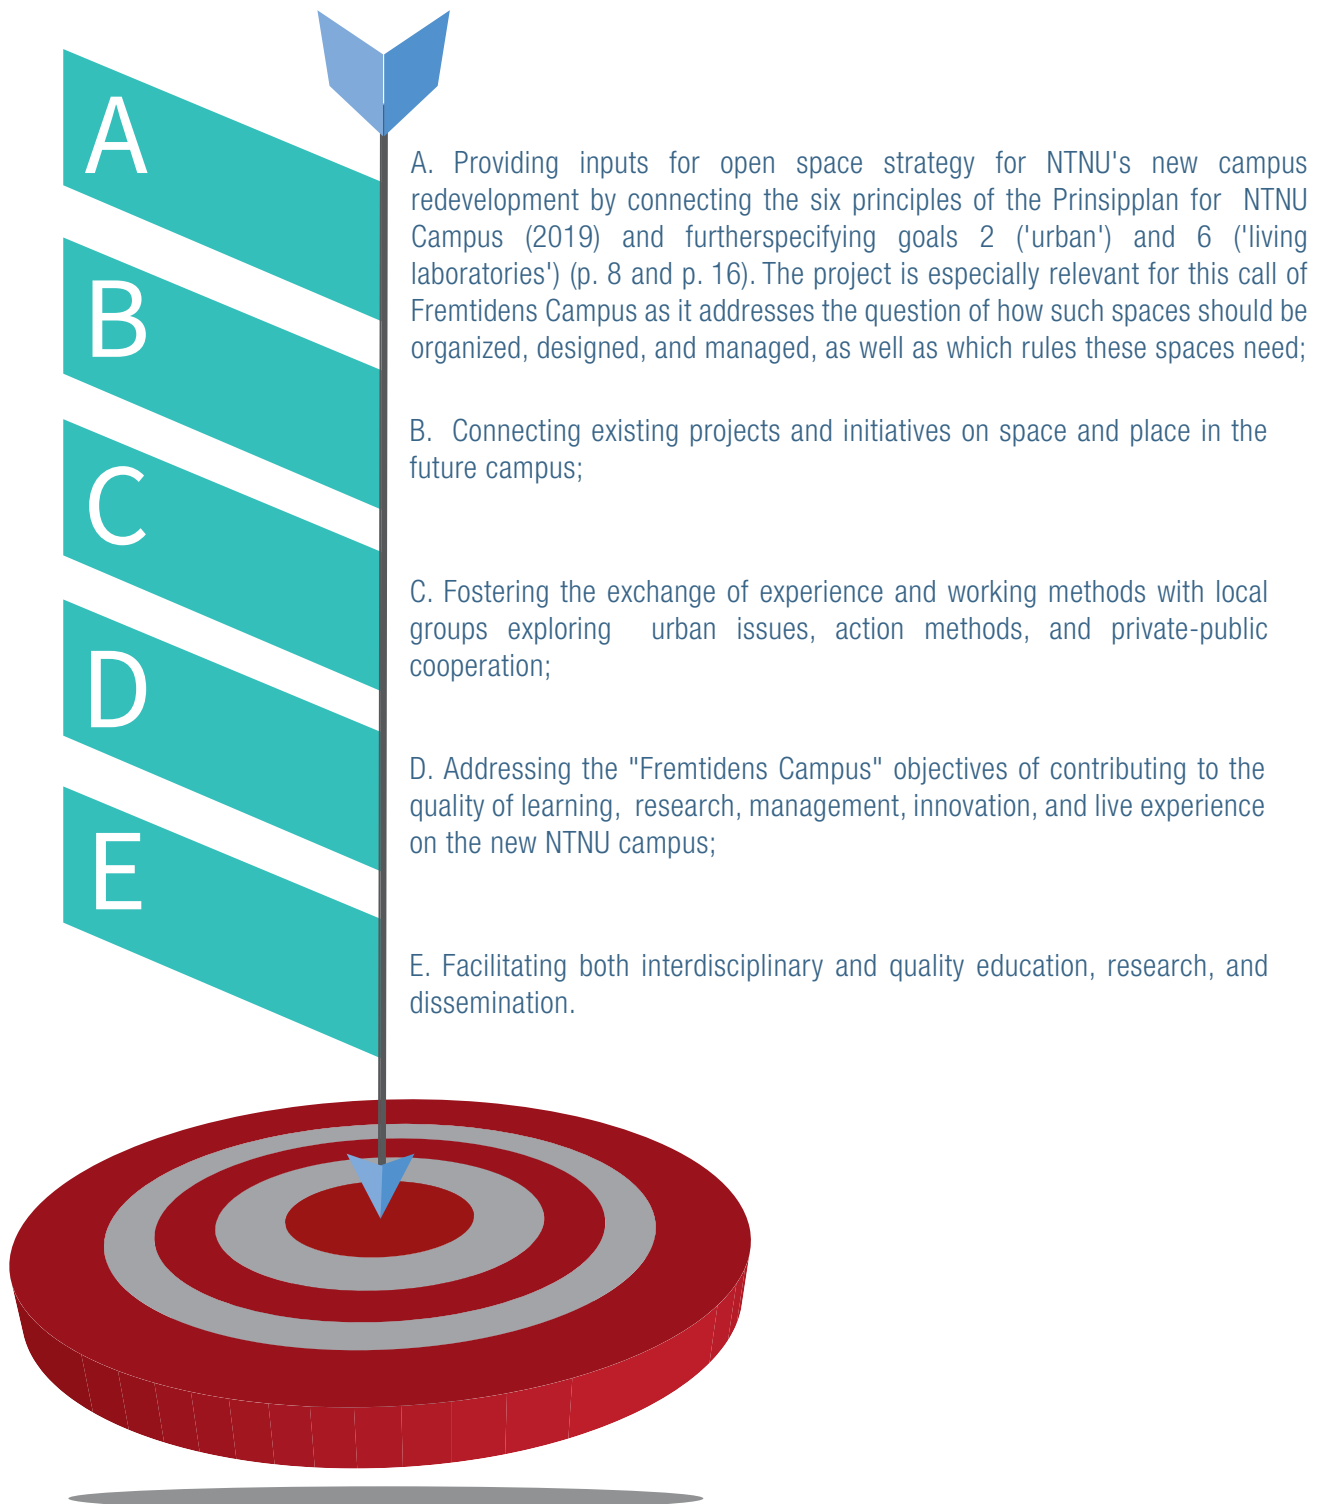 A
B
C
D
E
A. Providing inputs for open space strategy for NTNU's new campus
redevelopment by connecting the six principles of the Prinsipplan for NTNU
Campus (2019) and furtherspecifying goals 2 ('urban') and 6 ('living
laboratories') (p. 8 and p. 16). The project is especially relevant for this call of
Fremtidens Campus as it addresses the question of how such spaces should be
organized, designed, and managed, as well as which rules these spaces need;
B. Connecting existing projects and initiatives on space and place in the
future campus;
C. Fostering the exchange of experience and working methods with local
groups exploring urban issues, action methods, and private-public
cooperation;
D. Addressing the "Fremtidens Campus" objectives of contributing to the
quality of learning, research, management, innovation, and live experience
on the new NTNU campus;
E. Facilitating both interdisciplinary and quality education, research, and
dissemination.